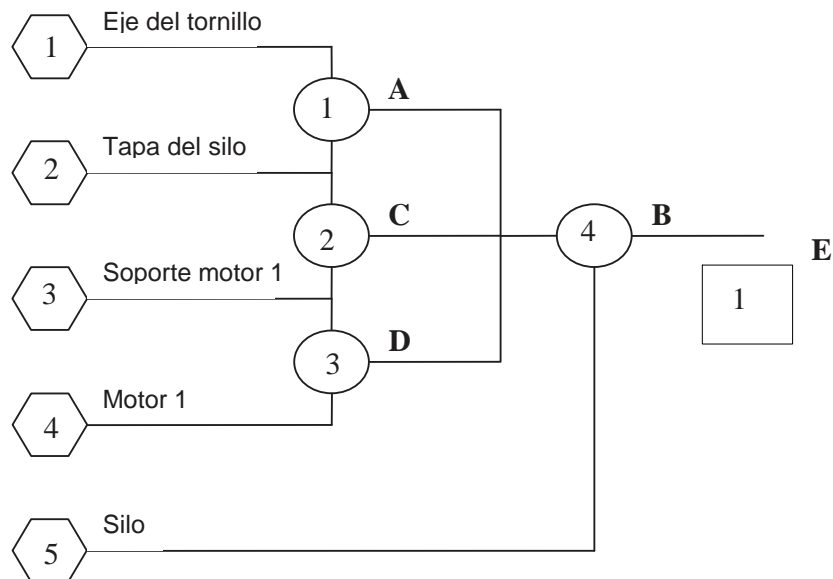 Eje del tornillo
1
1
A
Tapa del silo
2
2
C
4
B
E
Soporte motor 1
3
1
3
D
Motor 1
4
Silo
5